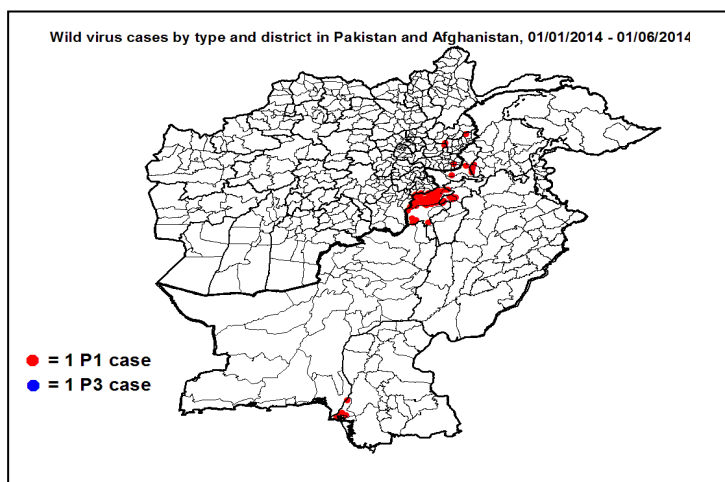 Wild virus cases by type and district in Pakistan and Afghanistan, 01/01/2014 - 01/06/2014
= 1 P1 case
= 1 P3 case